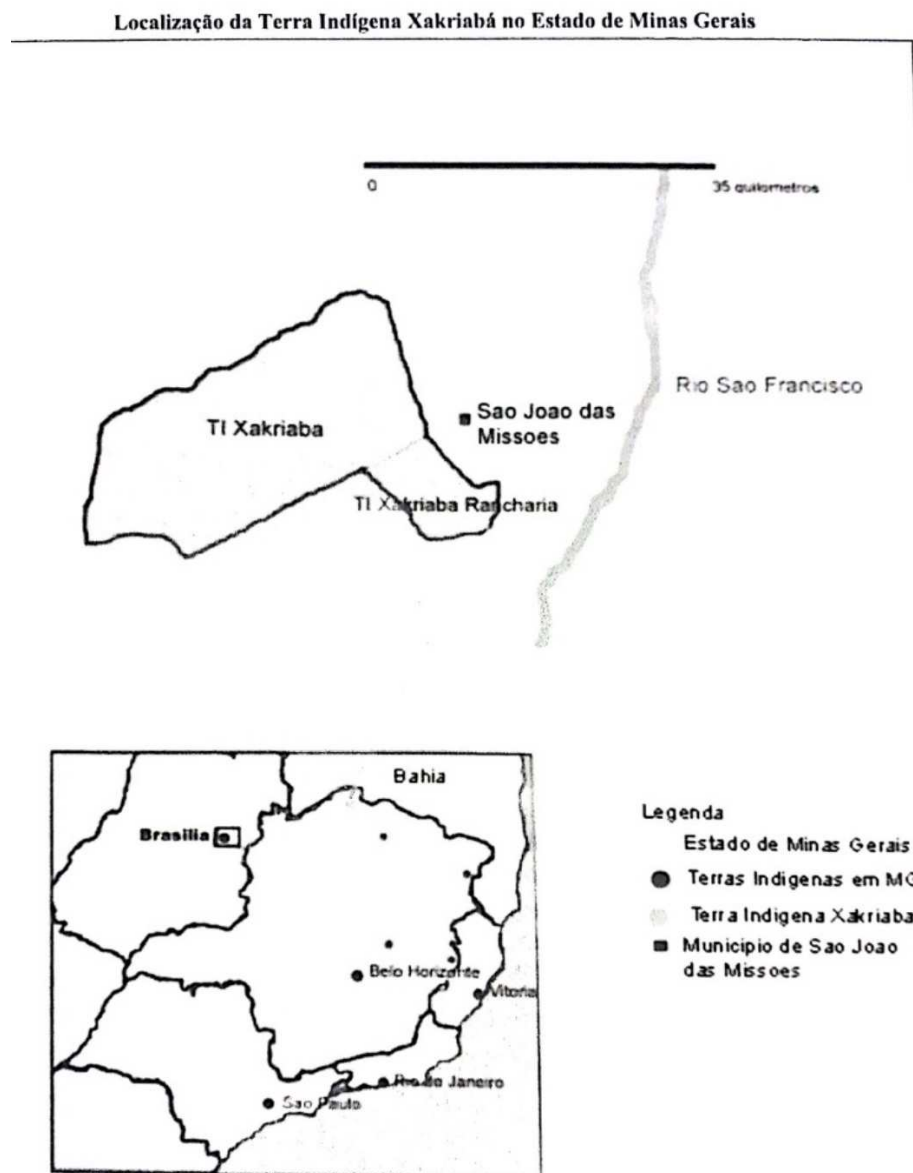 Localização da Terra Indígena Xakriabá no Estado de Minas Gerais
0
35 quilometros
Rio Sao Francisco
TI Xakriaba
Sao Joao das
Missoes
TI Xakriaba Rancharia
Bahia
Brasilia
Belo Horizonte
Vitoria
Rio de Janeiro
Sao Paulo
Legenda
Estado de Minas Gerais
Terras Indigenas em MG
Terra Indigena Xakriaba
Municipio de Sao Joao
das Missoes